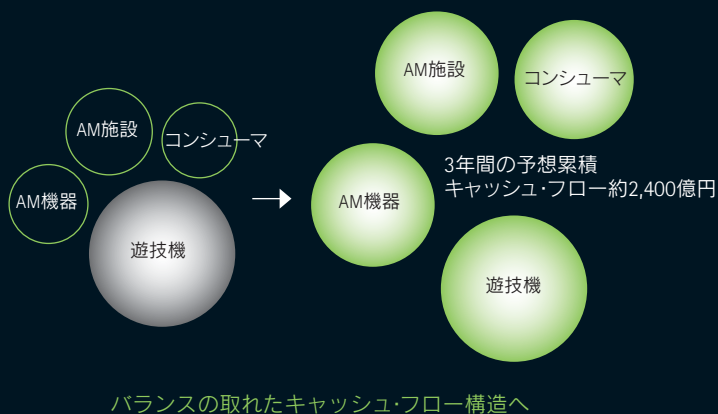 AM施設
コンシューマ
AM機器
遊技機
AM施設
コンシューマ
AM機器
3年間の予想累積
キャッシュ･フロー約2,400億円
遊技機
バランスの取れたキャッシュ･フロー構造へ